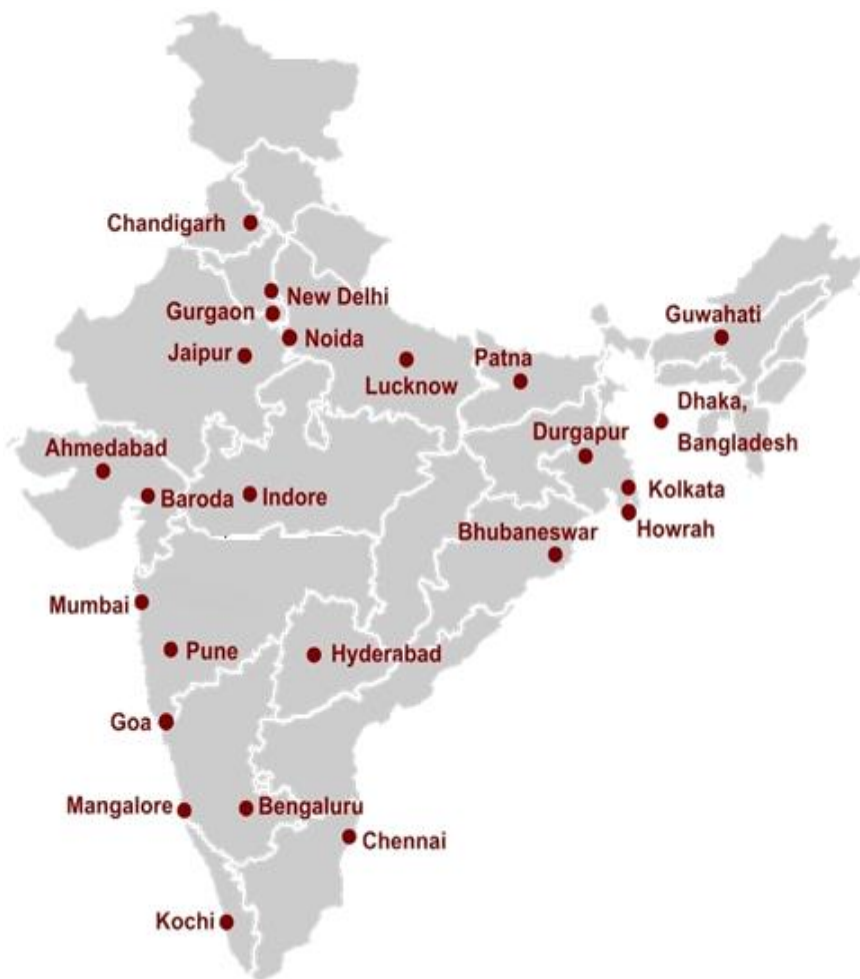 Chandigarh
New Delhi
Gurgaon
Noida
Jaipur
Lucknow
Patna
Guwahati
Dhaka,
Bangladesh
Durgapur
Ahmedabad
Baroda
Indore
Kolkata
Howrah
Bhubaneswar
Mumbai
Pune
Hyderabad
Goa
Mangalore
Bengaluru
Chennai
Kochi